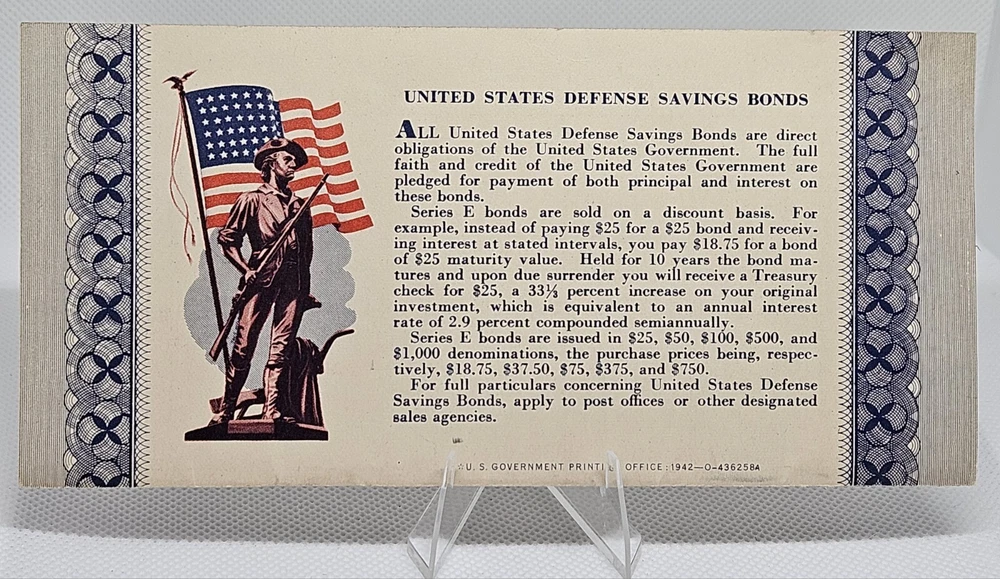 UNITED STATES DEFENSE SAVINGS BONDS
ALL United States Defense Savings Bonds are direct
obligations of the United States Government. The full
faith and credit of the United States Government are
pledged for payment of both principal and interest on
these bonds.
Series E bonds are sold on a discount basis. For
example, instead of paying $25 for a $25 bond and receiv-
ing interest at stated intervals, you pay $18.75 for a bond
of $25 maturity value. Held for 10 years the bond ma-
tures and upon due surrender you will receive a Treasury
check for $25, a 33⅓ percent increase on your original
investment, which is equivalent to an annual interest
rate of 2.9 percent compounded semiannually.
Series E bonds are issued in $25, $50, $100, $500, and
$1,000 denominations, the purchase prices being, respec-
tively, $18.75, $37.50, $75, $375, and $750.
For full particulars concerning United States Defense
Savings Bonds, apply to post offices or other designated
sales agencies.
☆U. S. GOVERNMENT PRINTING OFFICE : 1942—O-436258A